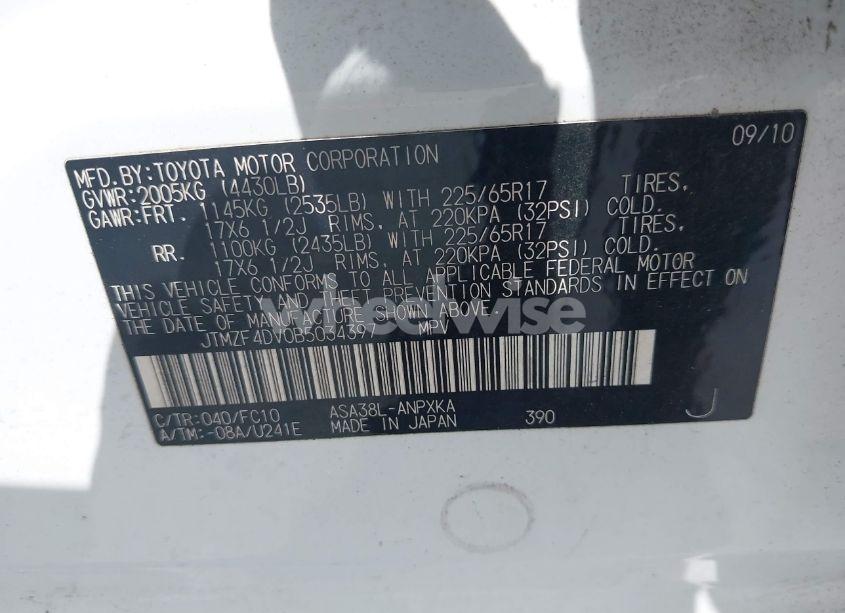 09/10
MFD.BY:TOYOTA MOTOR CORPORATION
GVWR:2005KG (4430LB)
GAWR:FRT. 1145KG (2535LB) WITH 225/65R17 TIRES,
17X6 1/2J RIMS, AT 220KPA (32PSI) COLD.
RR. 1100KG (2435LB) WITH 225/65R17 TIRES,
17X6 1/2J RIMS, AT 220KPA (32PSI) COLD.
THIS VEHICLE CONFORMS TO ALL APPLICABLE FEDERAL MOTOR
VEHICLE SAFETY AND THEFT PREVENTION STANDARDS IN EFFECT ON
THE DATE OF MANUFACTURE SHOWN ABOVE.
JTMZF4DV0B5034397 MPV
wheelwise
C/TR:040/FC10 ASA38L-ANPXKA 390 J
A/TM:-08A/U241E MADE IN JAPAN